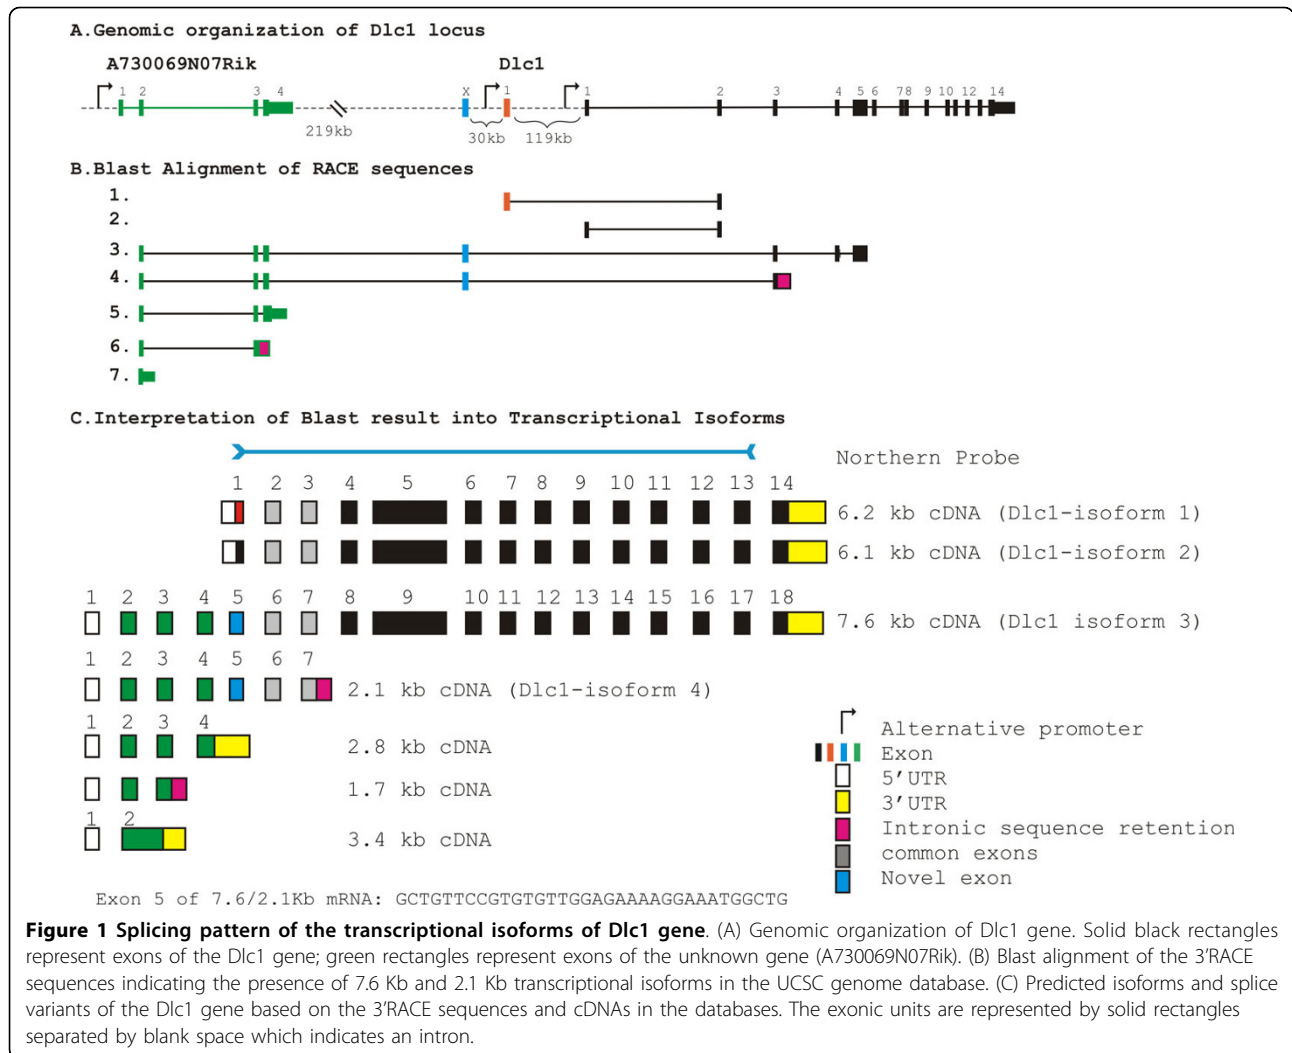 A.Genomic organization of Dlc1 locus
A730069N07Rik Dlc1
1 2 3 4 X 1 1 2 3 4 5 6 78 9 10 12 14
219kb 30kb 119kb
B.Blast Alignment of RACE sequences
1.
2.
3.
4.
5.
6.
7.
C.Interpretation of Blast result into Transcriptional Isoforms
Northern Probe
1 2 3 4 5 6 7 8 9 10 11 12 13 14
6.2 kb cDNA (Dlc1-isoform 1)
6.1 kb cDNA (Dlc1-isoform 2)
1 2 3 4 5 6 7 8 9 10 11 12 13 14 15 16 17 18
7.6 kb cDNA (Dlc1 isoform 3)
1 2 3 4 5 6 7
2.1 kb cDNA (Dlc1-isoform 4)
1 2 3 4
2.8 kb cDNA
1.7 kb cDNA
1 2
3.4 kb cDNA
Alternative promoter
Exon
5'UTR
3'UTR
Intronic sequence retention
common exons
Novel exon
Exon 5 of 7.6/2.1Kb mRNA: GCTGTTCCGTGTGTTGGAGAAAAGGAAATGGCTG
Figure 1 Splicing pattern of the transcriptional isoforms of Dlc1 gene. (A) Genomic organization of Dlc1 gene. Solid black rectangles
represent exons of the Dlc1 gene; green rectangles represent exons of the unknown gene (A730069N07Rik). (B) Blast alignment of the 3'RACE
sequences indicating the presence of 7.6 Kb and 2.1 Kb transcriptional isoforms in the UCSC genome database. (C) Predicted isoforms and splice
variants of the Dlc1 gene based on the 3'RACE sequences and cDNAs in the databases. The exonic units are represented by solid rectangles
separated by blank space which indicates an intron.